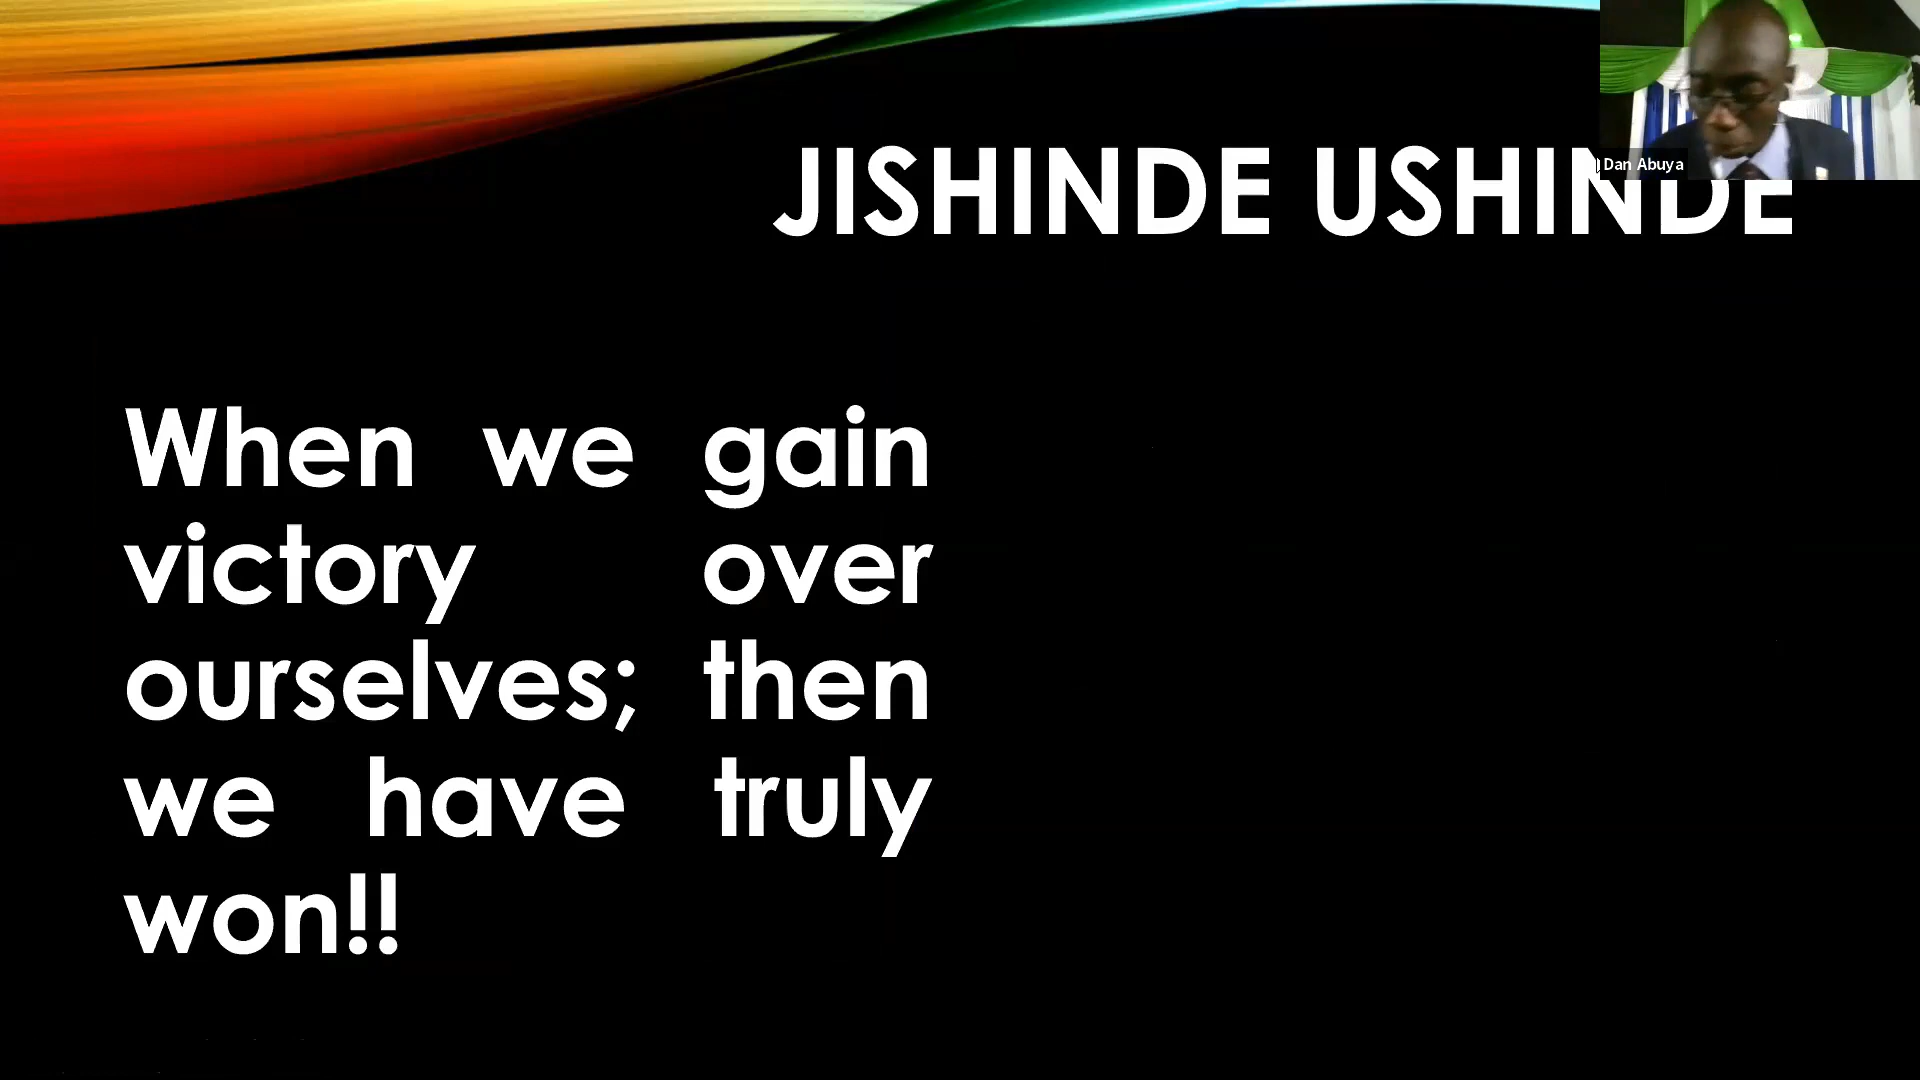 Dan Abuya
JISHINDE USHINDE
When we gain
victory over
ourselves; then
we have truly
won!!